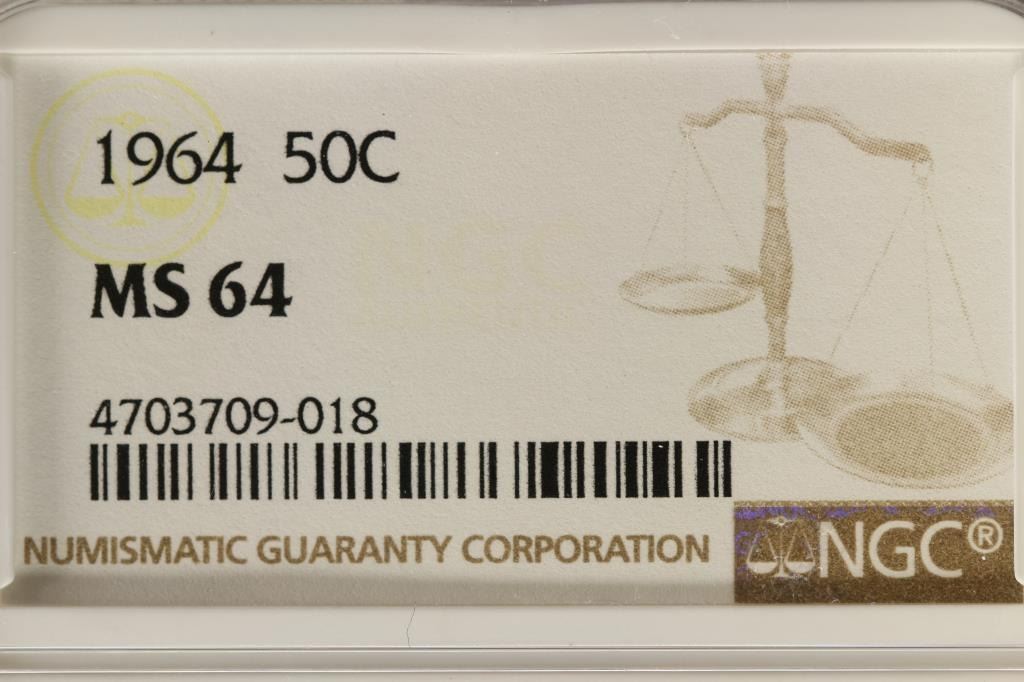 1964 50C
MS 64
4703709-018
NUMISMATIC GUARANTY CORPORATION
NGC®